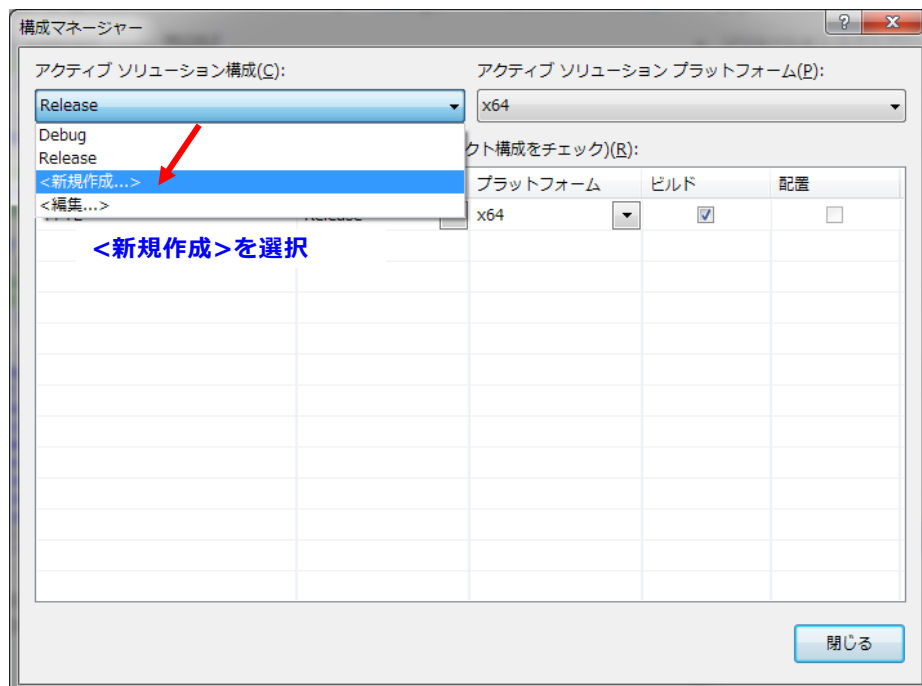 構成マネージャー
アクティブ ソリューション構成(C):
アクティブ ソリューション プラットフォーム(P):
Release
x64
Debug
Release
クト構成をチェック)(R):
<新規作成...>
プラットフォーム
ビルド
配置
<編集...>
x64
<新規作成>を選択
閉じる